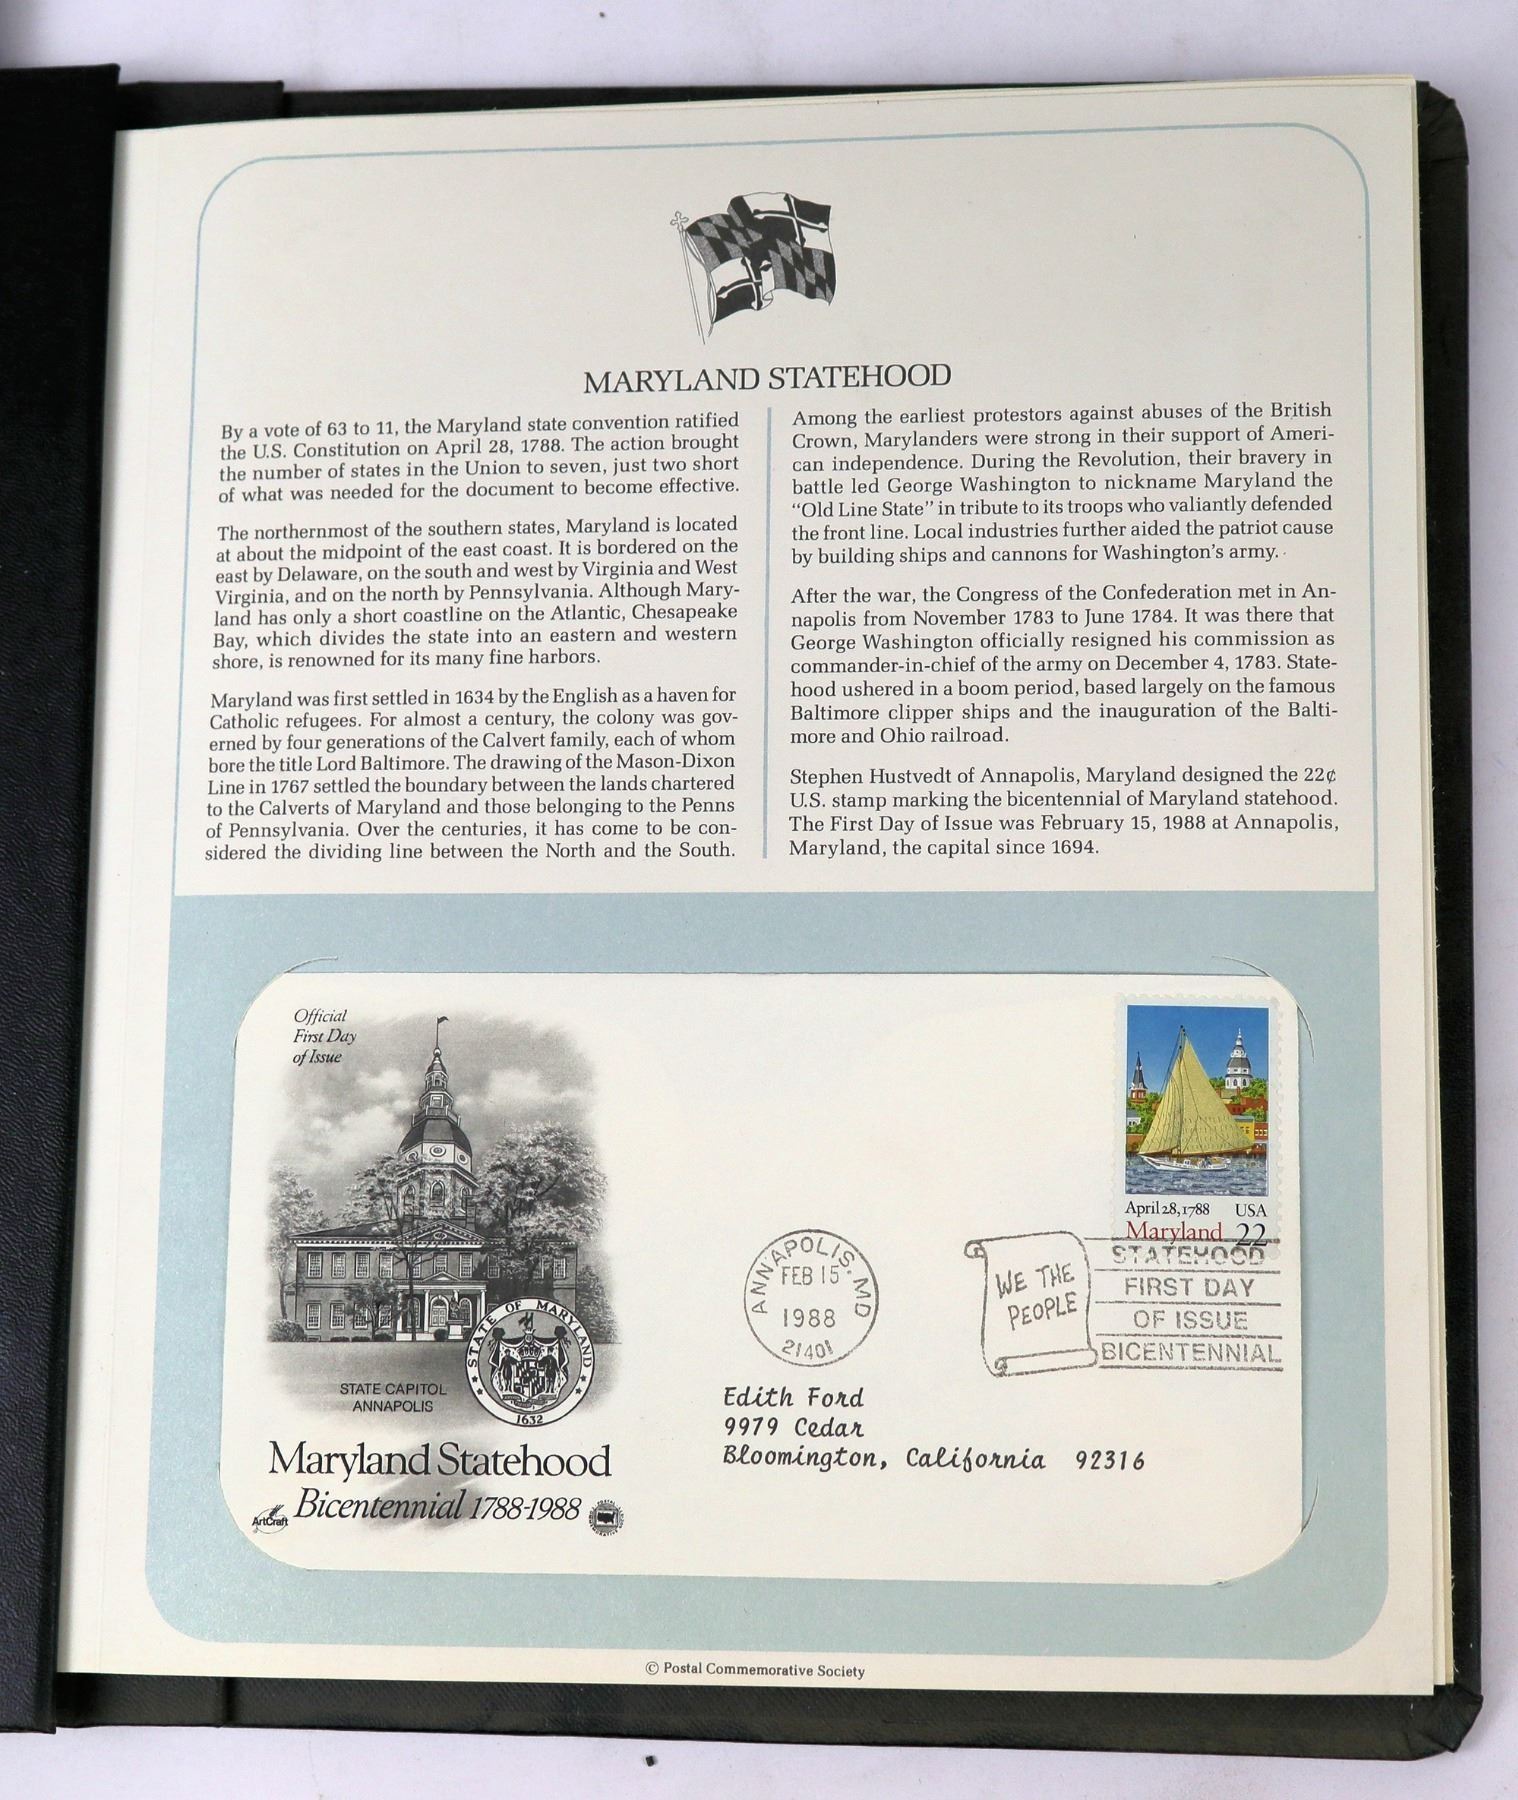 MARYLAND STATEHOOD
By a vote of 63 to 11, the Maryland state convention ratified
the U.S. Constitution on April 28, 1788. The action brought
the number of states in the Union to seven, just two short
of what was needed for the document to become effective.
The northernmost of the southern states, Maryland is located
at about the midpoint of the east coast. It is bordered on the
east by Delaware, on the south and west by Virginia and West
Virginia, and on the north by Pennsylvania. Although Mary-
land has only a short coastline on the Atlantic, Chesapeake
Bay, which divides the state into an eastern and western
shore, is renowned for its many fine harbors.
Maryland was first settled in 1634 by the English as a haven for
Catholic refugees. For almost a century, the colony was gov-
erned by four generations of the Calvert family, each of whom
bore the title Lord Baltimore. The drawing of the Mason-Dixon
Line in 1767 settled the boundary between the lands chartered
to the Calverts of Maryland and those belonging to the Penns
of Pennsylvania. Over the centuries, it has come to be con-
sidered the dividing line between the North and the South.
Among the earliest protestors against abuses of the British
Crown, Marylanders were strong in their support of Ameri-
can independence. During the Revolution, their bravery in
battle led George Washington to nickname Maryland the
“Old Line State” in tribute to its troops who valiantly defended
the front line. Local industries further aided the patriot cause
by building ships and cannons for Washington's army.
After the war, the Congress of the Confederation met in An-
napolis from November 1783 to June 1784. It was there that
George Washington officially resigned his commission as
commander-in-chief of the army on December 4, 1783. State-
hood ushered in a boom period, based largely on the famous
Baltimore clipper ships and the inauguration of the Balti-
more and Ohio railroad.
Stephen Hustvedt of Annapolis, Maryland designed the 22¢
U.S. stamp marking the bicentennial of Maryland statehood.
The First Day of Issue was February 15, 1988 at Annapolis,
Maryland, the capital since 1694.
Official
First Day
of Issue
STATE CAPITOL
ANNAPOLIS
STATE OF MARYLAND
1632
Maryland Statehood
Bicentennial 1788-1988
ArtCraft
April 28, 1788 USA
Maryland 22
ANNAPOLIS, MD
FEB 15
1988
21401
WE THE
PEOPLE
STATEHOOD
FIRST DAY
OF ISSUE
BICENTENNIAL
Edith Ford
9979 Cedar
Bloomington, California 92316
© Postal Commemorative Society